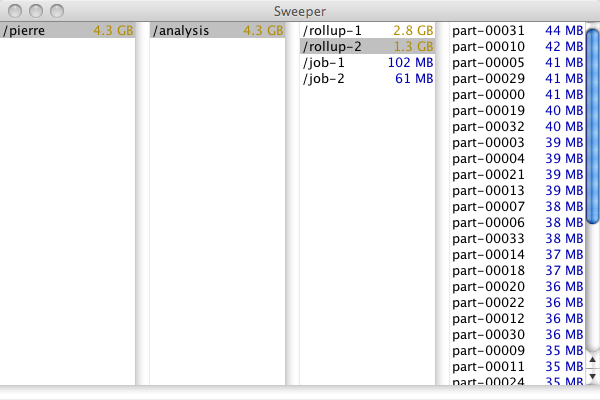 Sweeper
/pierre 4.3 GB
/analysis 4.3 GB
/rollup-1 2.8 GB
/rollup-2 1.3 GB
/job-1 102 MB
/job-2 61 MB
part-00031 44 MB
part-00010 42 MB
part-00005 41 MB
part-00029 41 MB
part-00000 41 MB
part-00019 40 MB
part-00032 40 MB
part-00003 39 MB
part-00004 39 MB
part-00021 39 MB
part-00013 39 MB
part-00007 38 MB
part-00006 38 MB
part-00033 38 MB
part-00014 37 MB
part-00018 37 MB
part-00020 36 MB
part-00022 36 MB
part-00012 36 MB
part-00030 36 MB
part-00009 35 MB
part-00011 35 MB
part-00024 35 MB